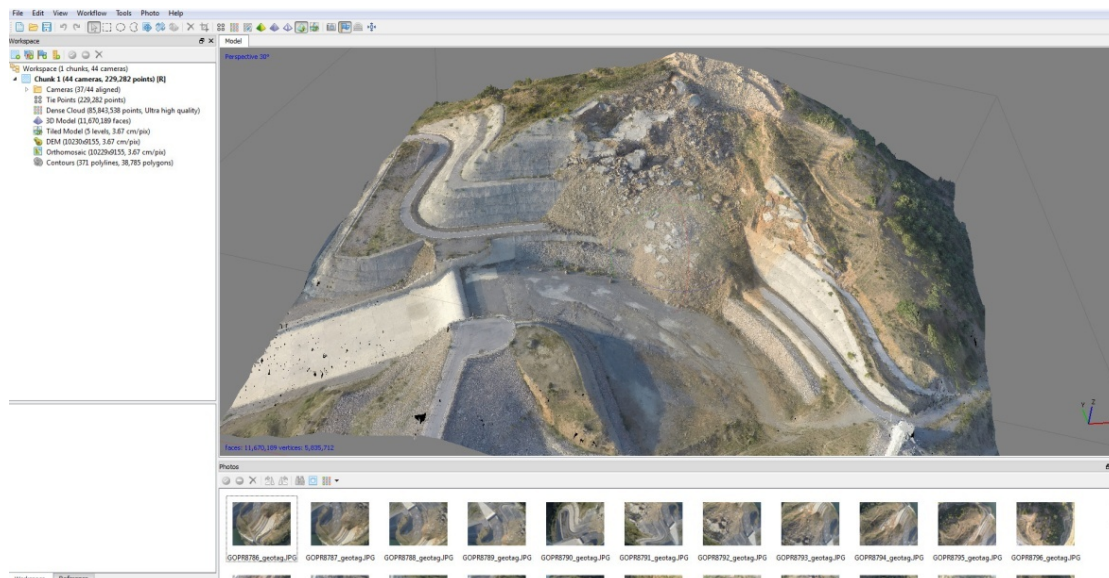 File Edit View Workflow Tools Photo Help
Workspace
Model
Workspace (1 chunks, 44 cameras)
Chunk 1 (44 cameras, 229,282 points) [R]
Cameras (37/44 aligned)
Tie Points (229,282 points)
Dense Cloud (85,843,538 points, Ultra high quality)
3D Model (11,670,189 faces)
Tiled Model (5 levels, 3.67 cm/pix)
DEM (10230x9155, 3.67 cm/pix)
Orthomosaic (10229x9155, 3.67 cm/pix)
Contours (371 polylines, 38,785 polygons)
Perspective 30°
Y Z
Faces: 11,670,189 vertices: 5,835,712
Photos
GOPR8786_geotag.JPG GOPR8787_geotag.JPG GOPR8788_geotag.JPG GOPR8789_geotag.JPG GOPR8790_geotag.JPG GOPR8791_geotag.JPG GOPR8792_geotag.JPG GOPR8793_geotag.JPG GOPR8794_geotag.JPG GOPR8795_geotag.JPG GOPR8796_geotag.JPG
Workspace Reference